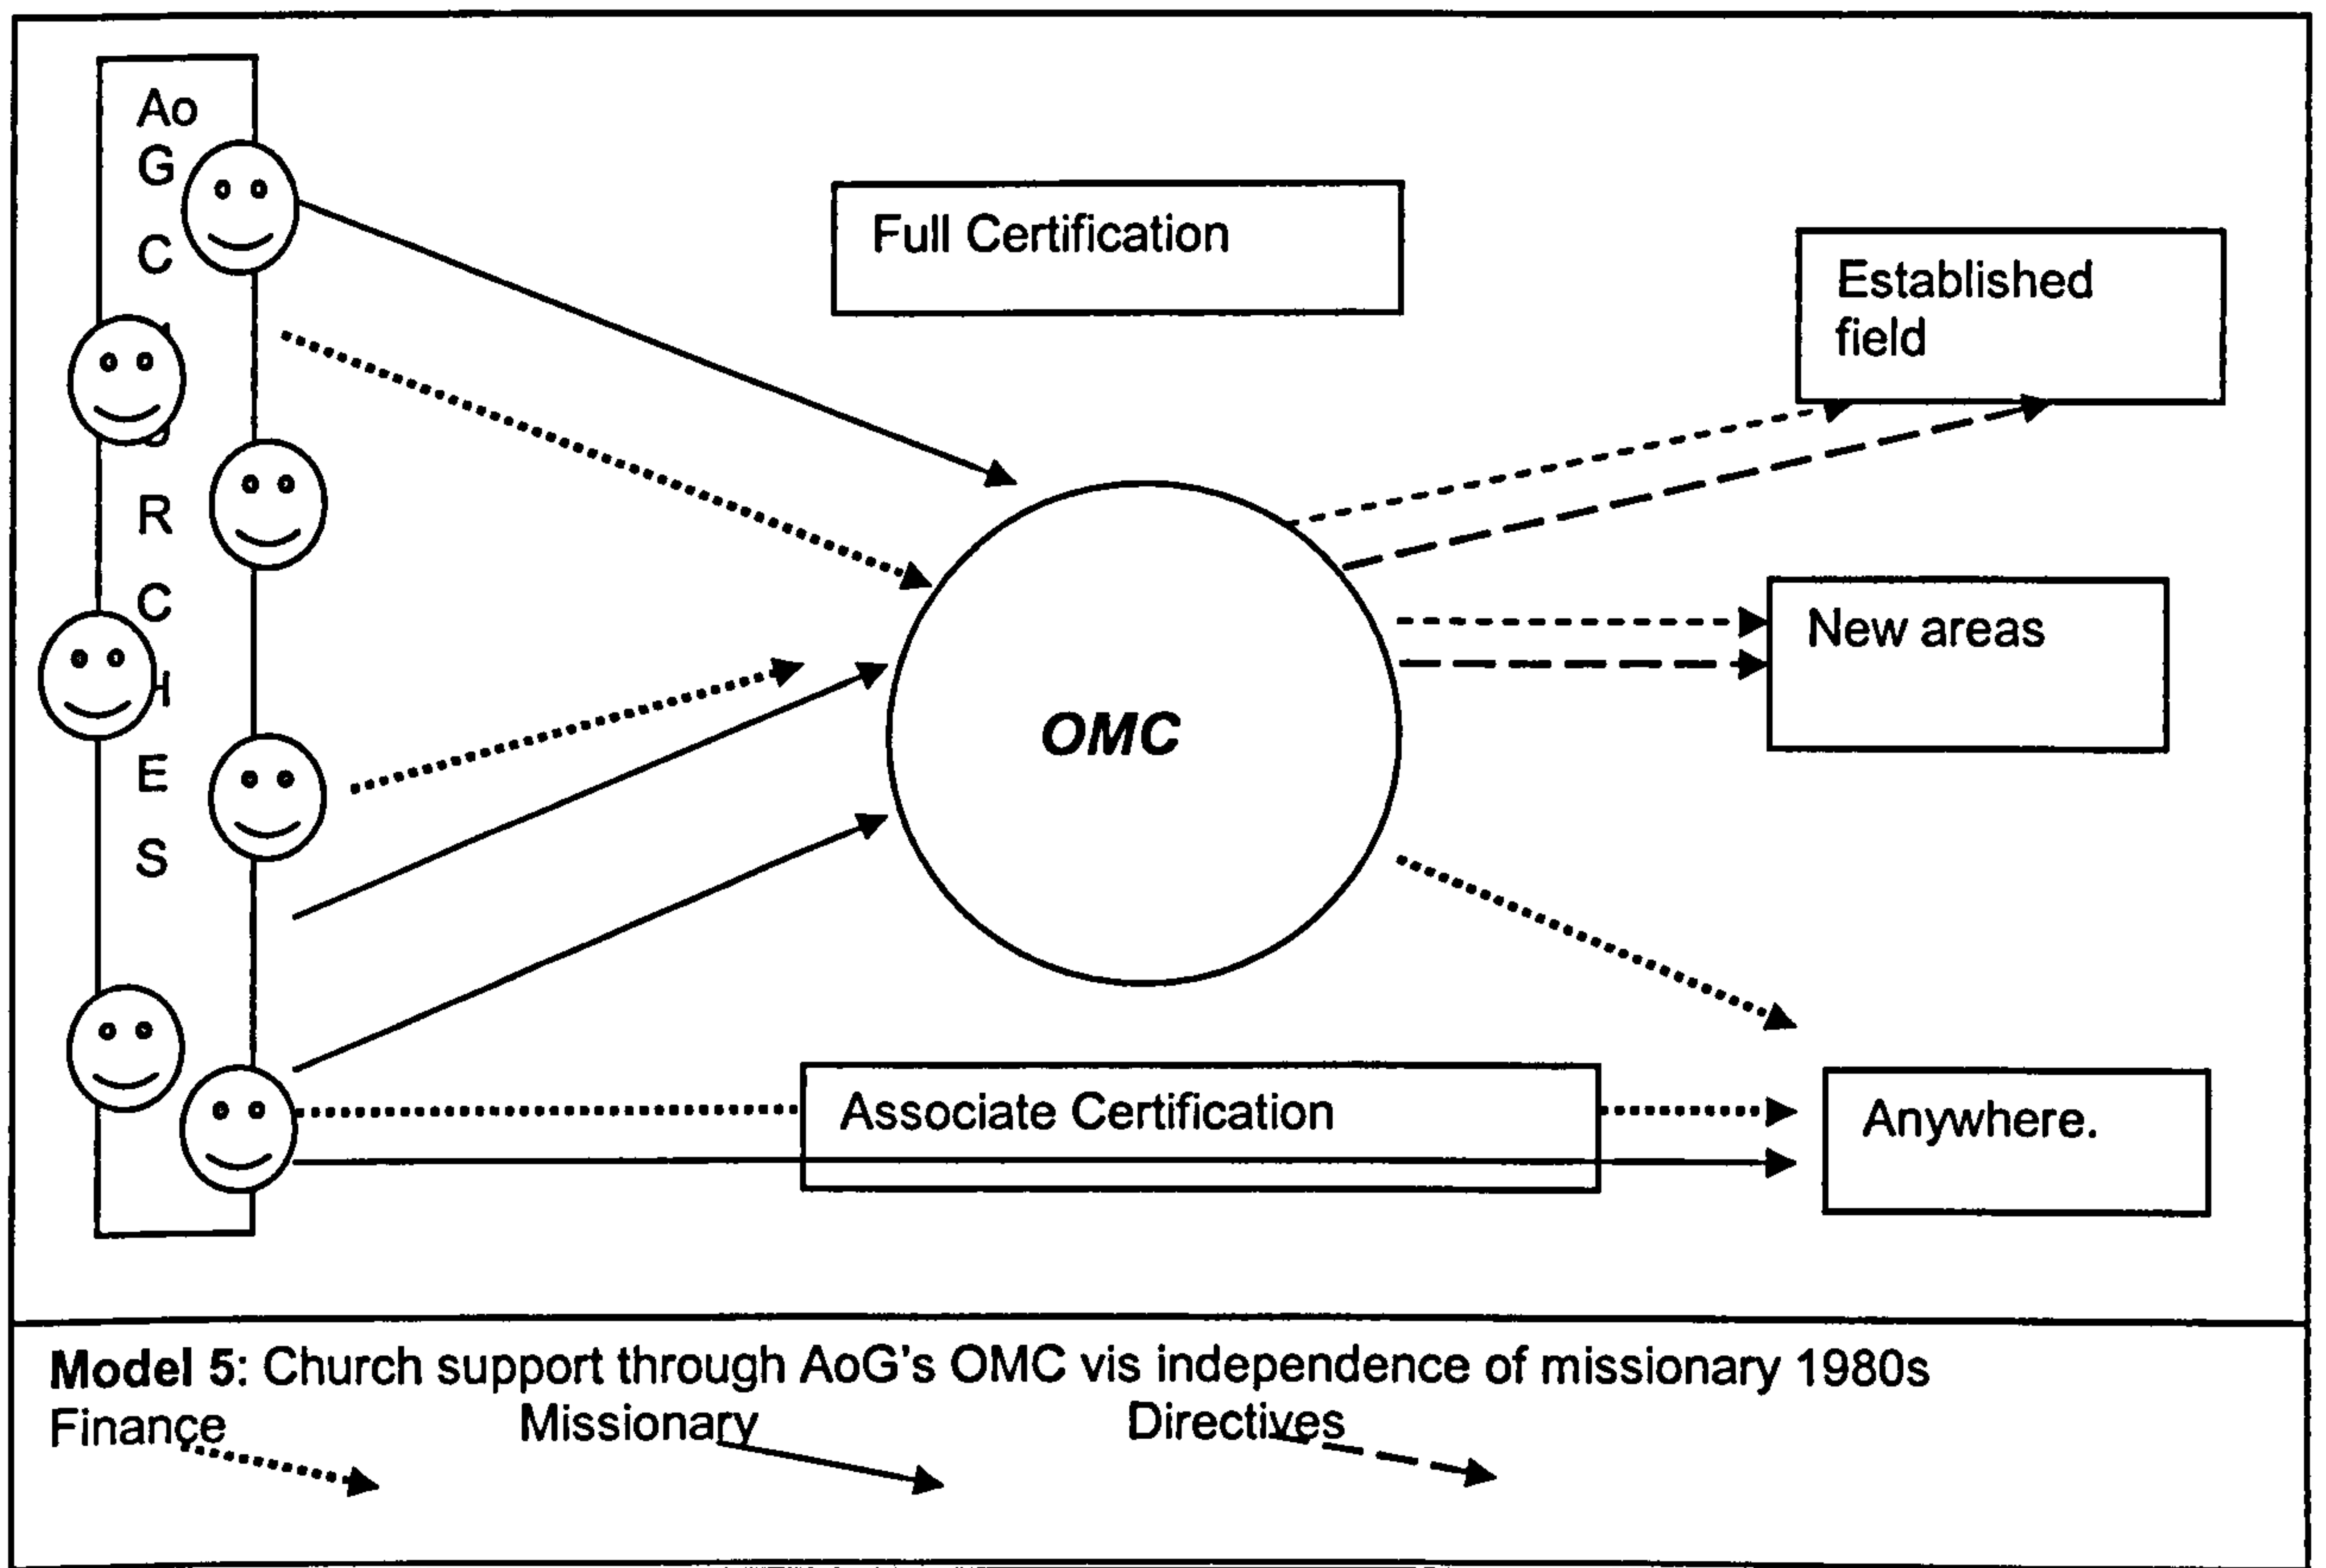 Ao
G
C
R
C
H
E
S
Full Certification
Established
field
New areas
OMC
Associate Certification
Anywhere.
Model 5: Church support through AoG's OMC vis independence of missionary 1980s
Finance Missionary Directives